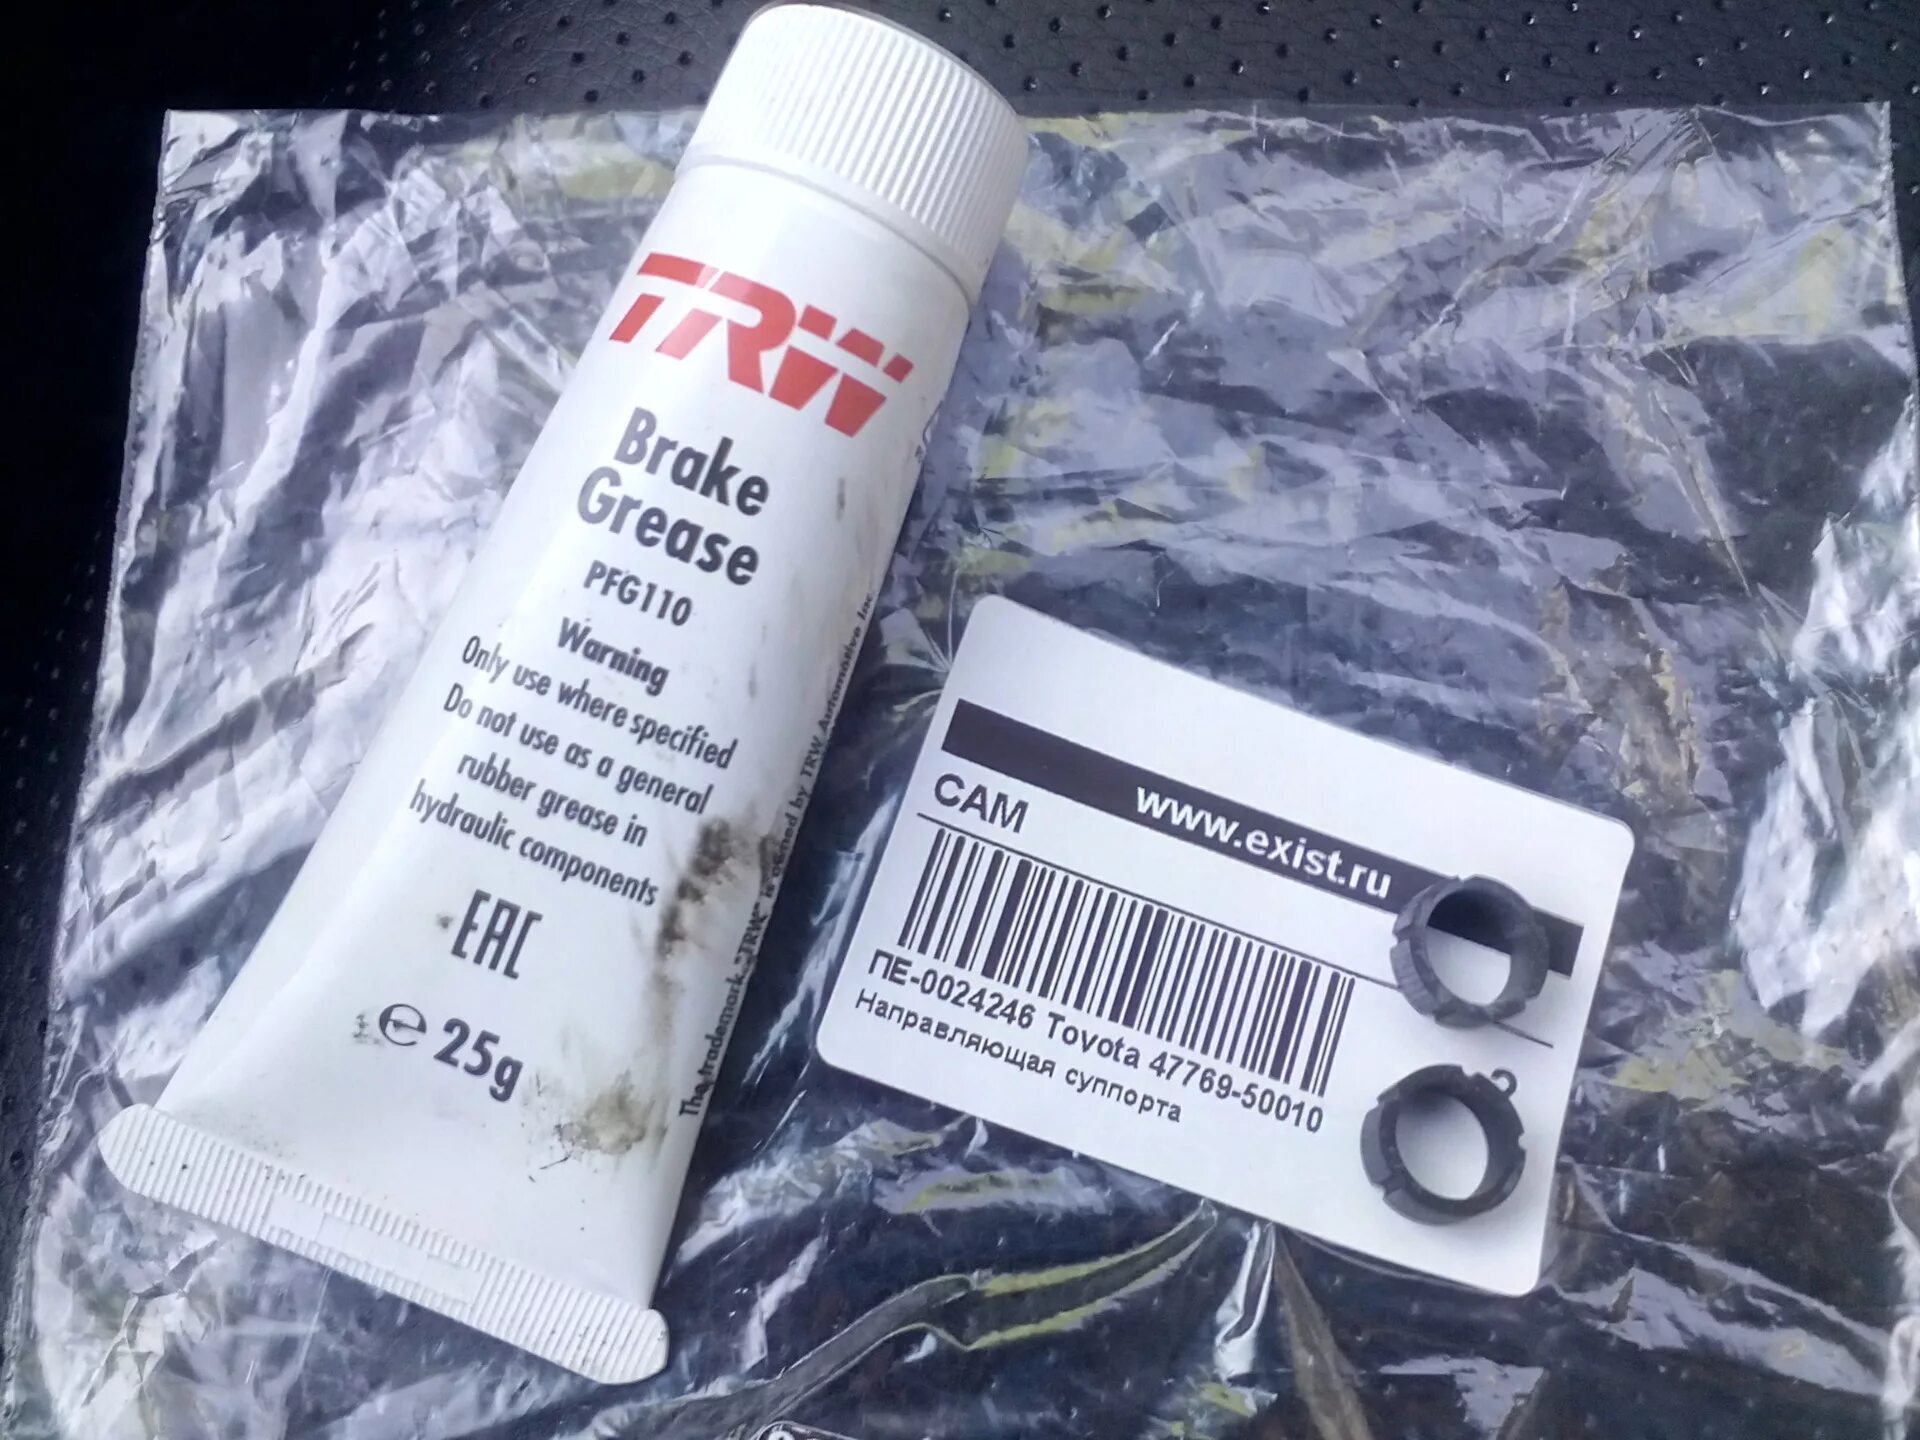 TRW
Brake
Grease
PFG110
Warning
Only use where specified
Do not use as a general
rubber grease in
hydraulic components
EAC
℮ 25g
The trademark "TRW" is owned by TRW Automotive Inc
www.exist.ru
САМ
ПЕ-0024246 Toyota 47769-50010
Направляющая суппорта